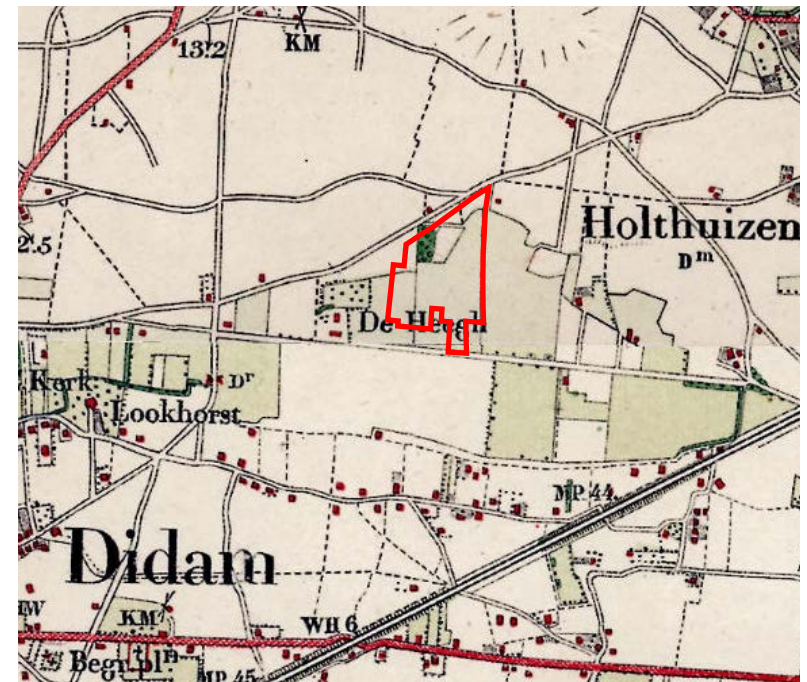 13.2
KM
Holthuizen
Dm
2.5
De Heegh
Kerk
Dr
Lookhorst
MP 44
Didam
KM
WH 6
Begr.pln
MP 45